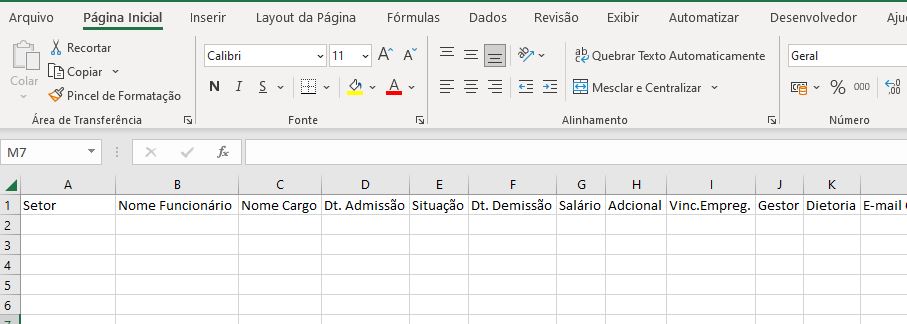 Arquivo Página Inicial Inserir Layout da Página Fórmulas Dados Revisão Exibir Automatizar Desenvolvedor
Recortar
Copiar
Pincel de Formatação
Colar
Área de Transferência
Calibri 11 A A
N I S A
Fonte
ab Quebrar Texto Automaticamente
Mesclar e Centralizar
Alinhamento
Geral
% 000 ,00
Número
M7 fx
A B C D E F G H I J K
1 Setor Nome Funcionário Nome Cargo Dt. Admissão Situação Dt. Demissão Salário Adcional Vinc.Empreg. Gestor Dietoria E-mail
2
3
4
5
6
7